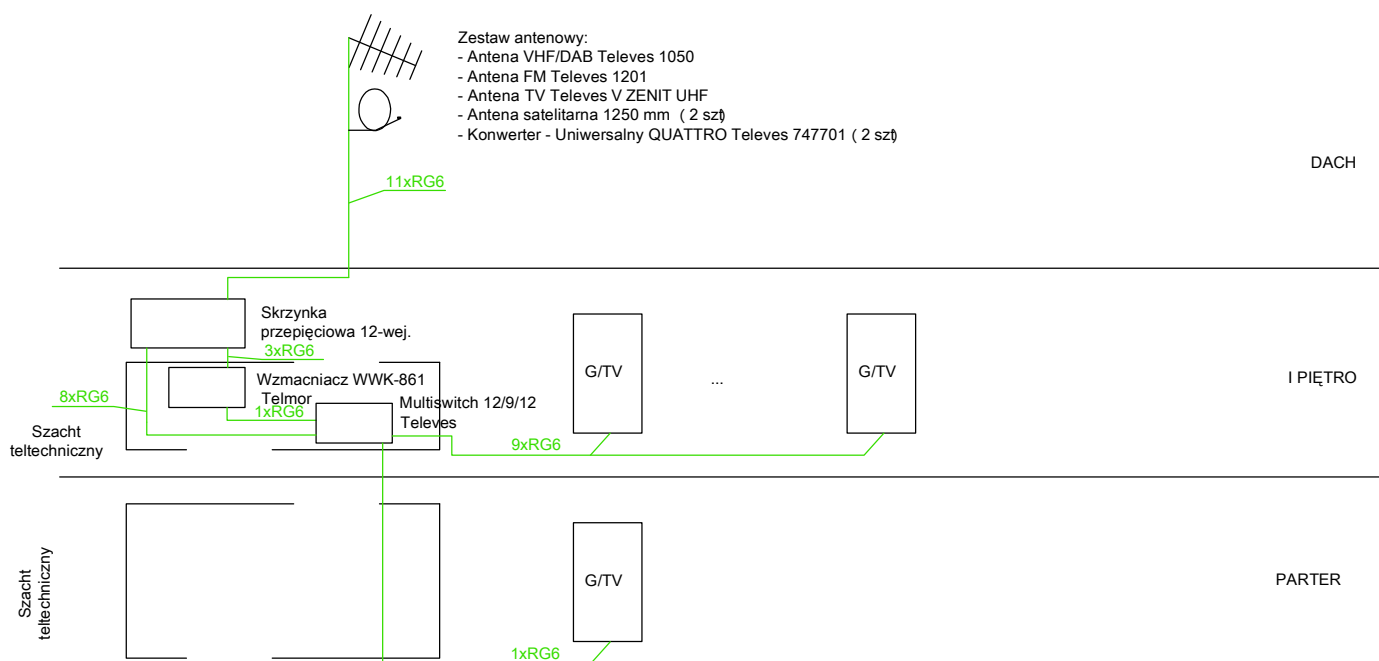 Zestaw antenowy:
- Antena VHF/DAB Televes 1050
- Antena FM Televes 1201
- Antena TV Televes V ZENIT UHF
- Antena satelitarna 1250 mm ( 2 szt)
- Konwerter - Uniwersalny QUATTRO Televes 747701 ( 2 szt)
DACH
11xRG6
Skrzynka
przepięciowa 12-wej.
3xRG6
Wzmacniacz WWK-861
Telmor
8xRG6
1xRG6
Multiswitch 12/9/12
Televes
Szacht
teltechniczny
9xRG6
G/TV
...
G/TV
I PIĘTRO
Szacht
teltechniczny
G/TV
PARTER
1xRG6